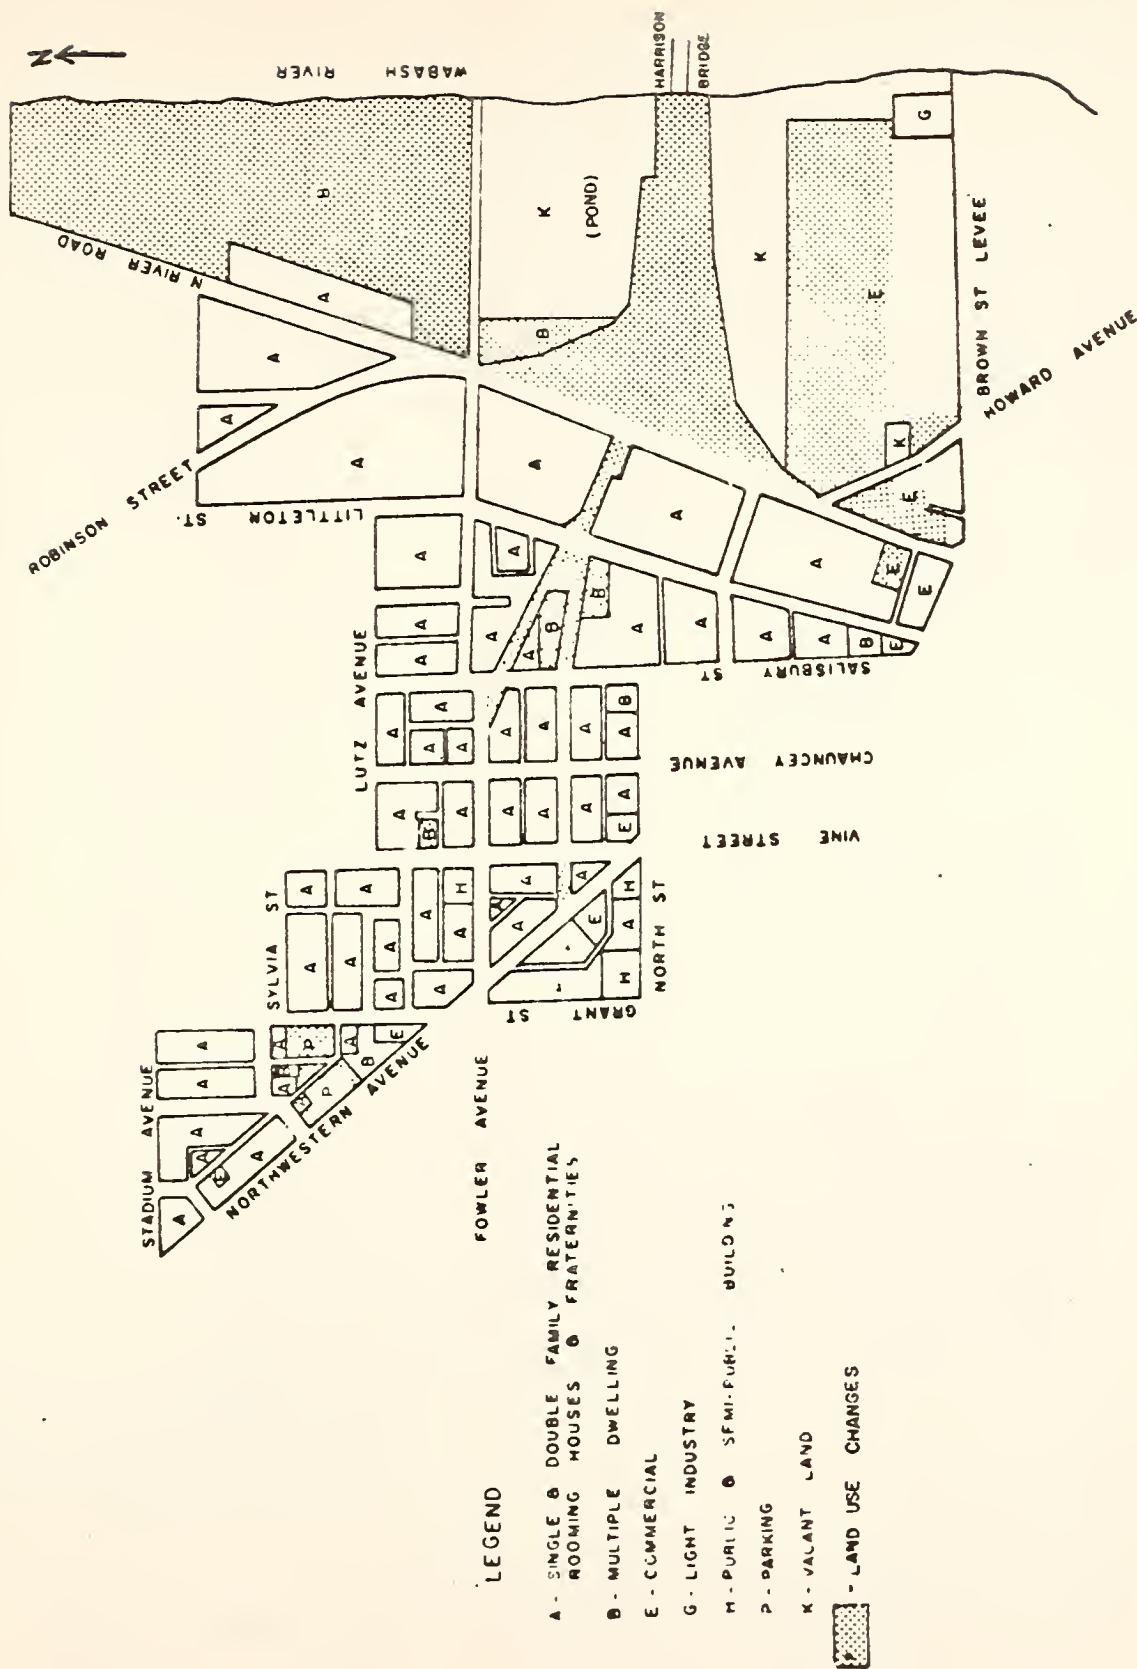 N
WABASH RIVER
HARRISON
BRIDGE
N RIVER ROAD
B
A
A
A
K
(POND)
B
K
E
G
K
E
BROWN ST LEVEE
HOWARD AVENUE
ROBINSON STREET
LITTLETON ST.
A
A
A
A
E
E
LUTZ AVENUE
A
A
A
A
A
A
B
B
A
A
A
A
B
E
SALISBURY ST
A
A
A
A
A
A
A
A
B
CHAUNCEY AVENUE
A
B
A
A
A
A
E
A
VINE STREET
SYLVIA ST
A
A
A
H
A
A
A
A
A
A
A
A
A
E
H
A
H
NORTH ST
GRANT ST
STADIUM AVENUE
A
A
A
P
A
B
E
A
B
A
P
A
A
A
A
NORTHWESTERN AVENUE
FOWLER AVENUE
LEGEND
A - SINGLE & DOUBLE FAMILY RESIDENTIAL
ROOMING HOUSES & FRATERNITIES
B - MULTIPLE DWELLING
E - COMMERCIAL
G - LIGHT INDUSTRY
H - PUBLIC & SEMI-PUBLIC BUILDINGS
P - PARKING
K - VACANT LAND
- LAND USE CHANGES